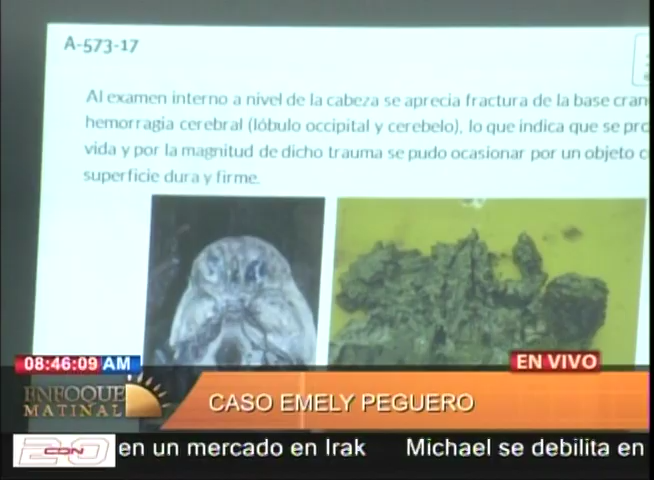 A-573-17
Al examen interno a nivel de la cabeza se aprecia fractura de la base cran
hemorragia cerebral (lóbulo occipital y cerebelo), lo que indica que se pro
vida y por la magnitud de dicho trauma se pudo ocasionar por un objeto c
superficie dura y firme.
08:46:09 AM
EN VIVO
ENFOQUE
MATINAL
CASO EMELY PEGUERO
CDN
en un mercado en Irak Michael se debilita en